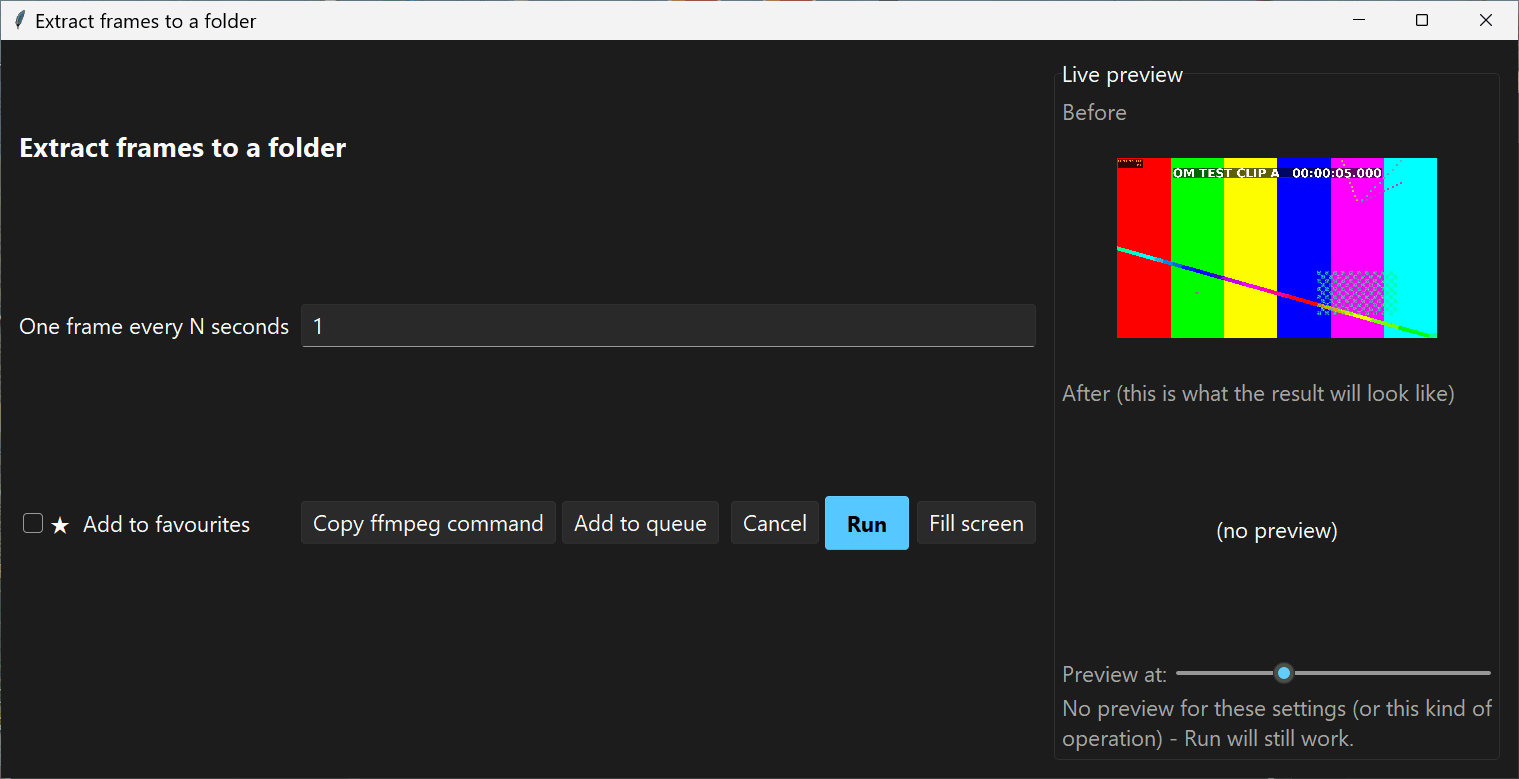 Extract frames to a folder
Live preview
Before
Extract frames to a folder
OM TEST CLIP A 00:00:05.000
One frame every N seconds
1
After (this is what the result will look like)
★ Add to favourites
Copy ffmpeg command
Add to queue
Cancel
Run
Fill screen
(no preview)
Preview at:
No preview for these settings (or this kind of
operation) - Run will still work.